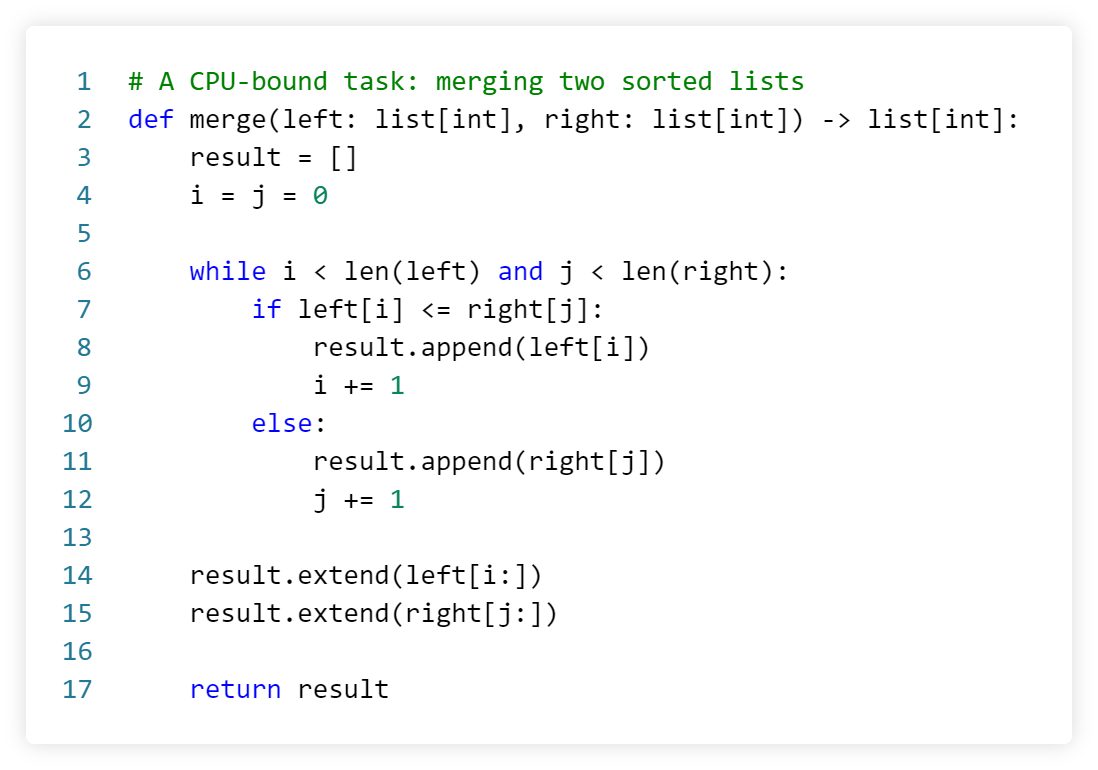 1 # A CPU-bound task: merging two sorted lists
2 def merge(left: list[int], right: list[int]) -> list[int]:
3     result = []
4     i = j = 0
5
6     while i < len(left) and j < len(right):
7         if left[i] <= right[j]:
8             result.append(left[i])
9             i += 1
10         else:
11             result.append(right[j])
12             j += 1
13
14     result.extend(left[i:])
15     result.extend(right[j:])
16
17     return result